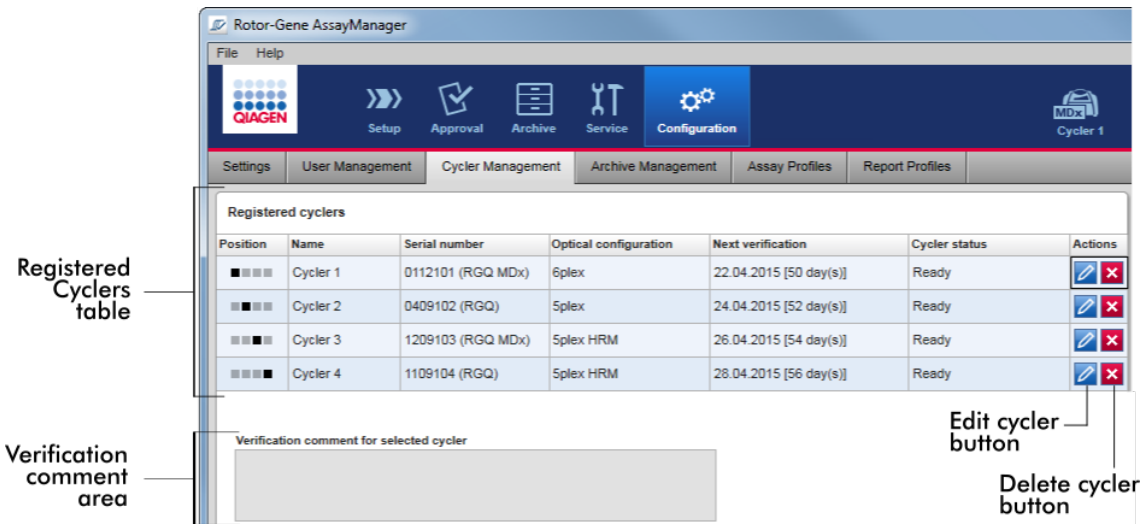 Rotor-Gene AssayManager
File Help
QIAGEN
Setup Approval Archive Service Configuration
MDx
Cycler 1
Settings User Management Cycler Management Archive Management Assay Profiles Report Profiles
Registered cyclers
Position Name Serial number Optical configuration Next verification Cycler status Actions
Cycler 1 0112101 (RGQ MDx) 6plex 22.04.2015 [50 day(s)] Ready
Cycler 2 0409102 (RGQ) 5plex 24.04.2015 [52 day(s)] Ready
Cycler 3 1209103 (RGQ MDx) 5plex HRM 26.04.2015 [54 day(s)] Ready
Cycler 4 1109104 (RGQ) 5plex HRM 28.04.2015 [56 day(s)] Ready
Registered
Cyclers
table
Edit cycler
button
Verification comment for selected cycler
Verification
comment
area
Delete cycler
button